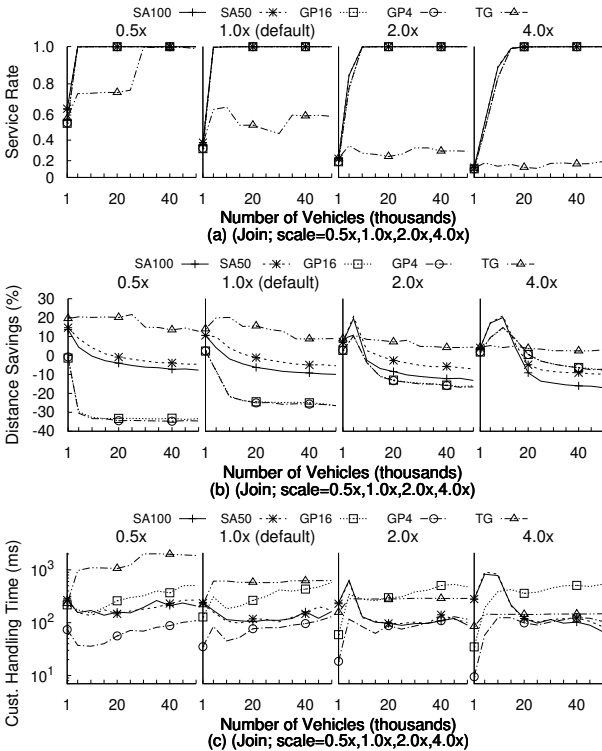 SA100 SA50 GP16 GP4 TG
0.5x 1.0x (default) 2.0x 4.0x
Service Rate
1.0
0.8
0.6
0.4
0.2
0
1 20 40 1 20 40 1 20 40 1 20 40
Number of Vehicles (thousands)
(a) (Join; scale=0.5x,1.0x,2.0x,4.0x)
SA100 SA50 GP16 GP4 TG
0.5x 1.0x (default) 2.0x 4.0x
Distance Savings (%)
30
20
10
0
-10
-20
-30
-40
1 20 40 1 20 40 1 20 40 1 20 40
Number of Vehicles (thousands)
(b) (Join; scale=0.5x,1.0x,2.0x,4.0x)
SA100 SA50 GP16 GP4 TG
0.5x 1.0x (default) 2.0x 4.0x
Cust. Handling Time (ms)
10³
10²
10¹
1 20 40 1 20 40 1 20 40 1 20 40
Number of Vehicles (thousands)
(c) (Join; scale=0.5x,1.0x,2.0x,4.0x)